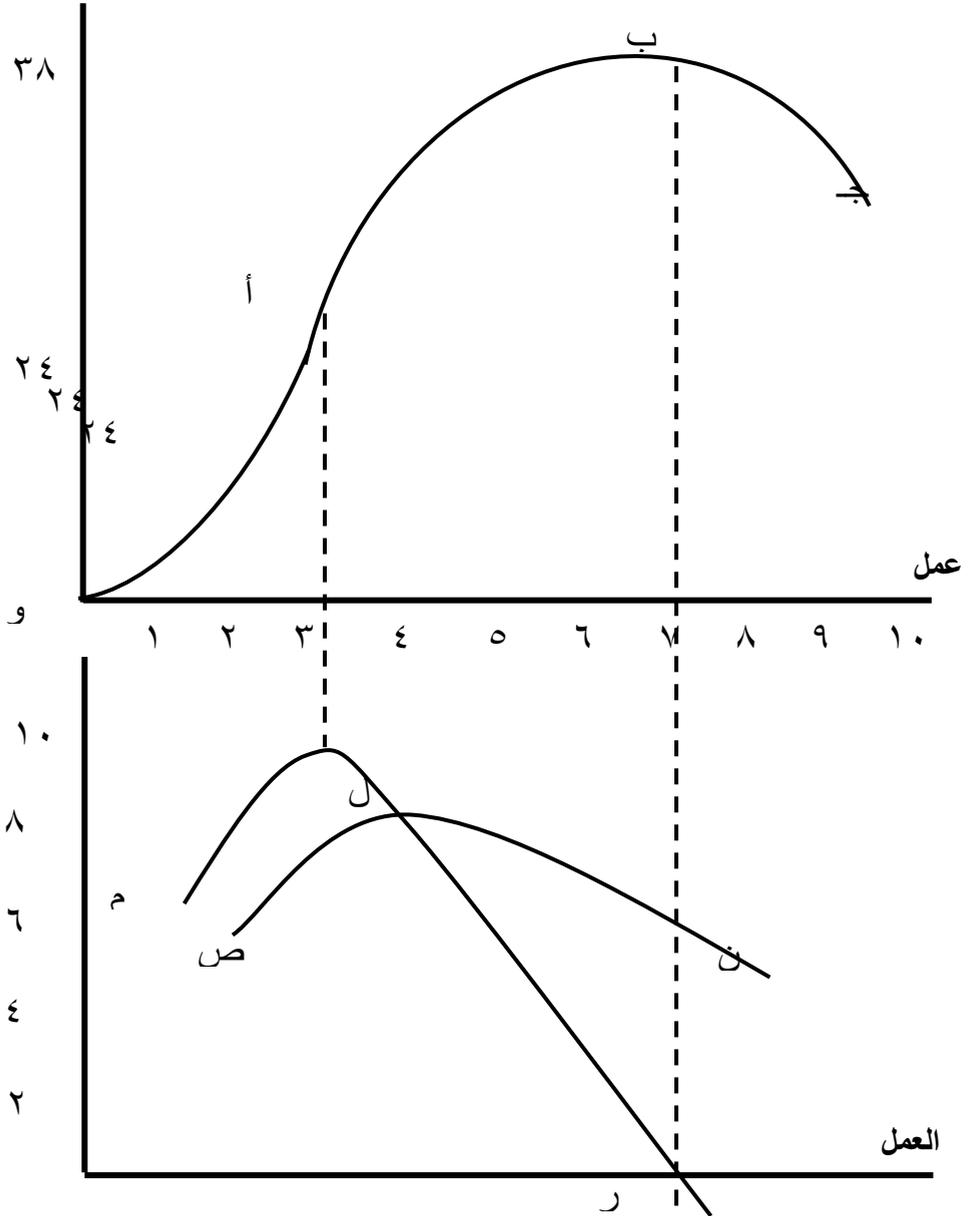 ب
٣٨
جـ
أ
٢٤
٢٤
٢٤
عمل
و
١ ٢ ٣ ٤ ٥ ٦ ٧ ٨ ٩ ١٠
١٠
ل
٨
م
٦
ص
ن
٤
٢
العمل
ر